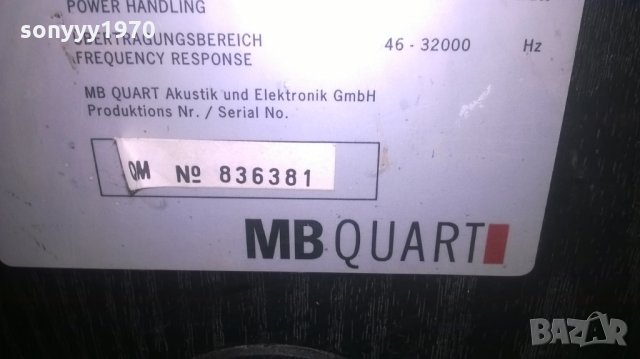 sonyyy1970
POWER HANDLING
ÜBERTRAGUNGSBEREICH 46 - 32000 Hz
FREQUENCY RESPONSE
MB QUART Akustik und Elektronik GmbH
Produktions Nr. / Serial No.
QM Nº 836381
MB QUART
BAZAR